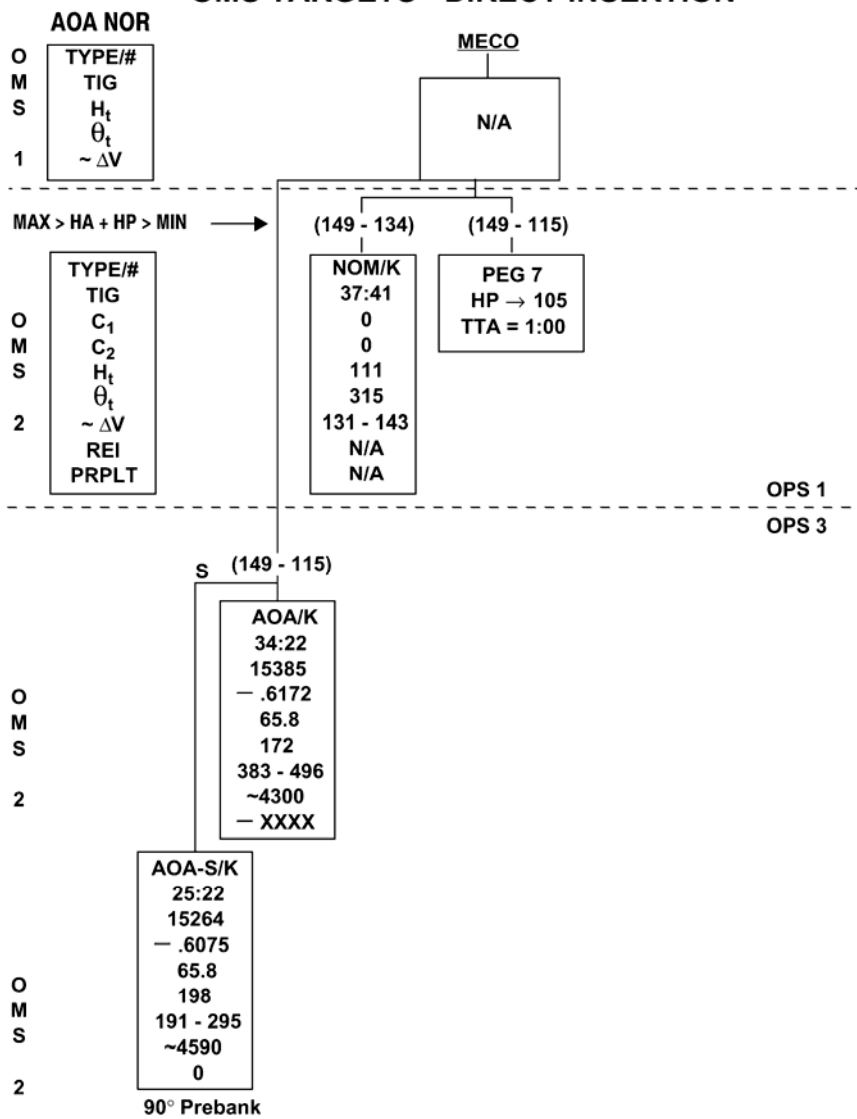 OMS TARGETS - DIRECT INSERTION
AOA NOR
MECO
O
M
S
1
TYPE/#
TIG
Hₜ
θₜ
~ ΔV
N/A
MAX > HA + HP > MIN
(149 - 134)
(149 - 115)
O
M
S
2
TYPE/#
TIG
C₁
C₂
Hₜ
θₜ
~ ΔV
REI
PRPLT
NOM/K
37:41
0
0
111
315
131 - 143
N/A
N/A
PEG 7
HP → 105
TTA = 1:00
OPS 1
OPS 3
S
(149 - 115)
O
M
S
2
AOA/K
34:22
15385
– .6172
65.8
172
383 - 496
~4300
– XXXX
O
M
S
2
AOA-S/K
25:22
15264
– .6075
65.8
198
191 - 295
~4590
0
90° Prebank